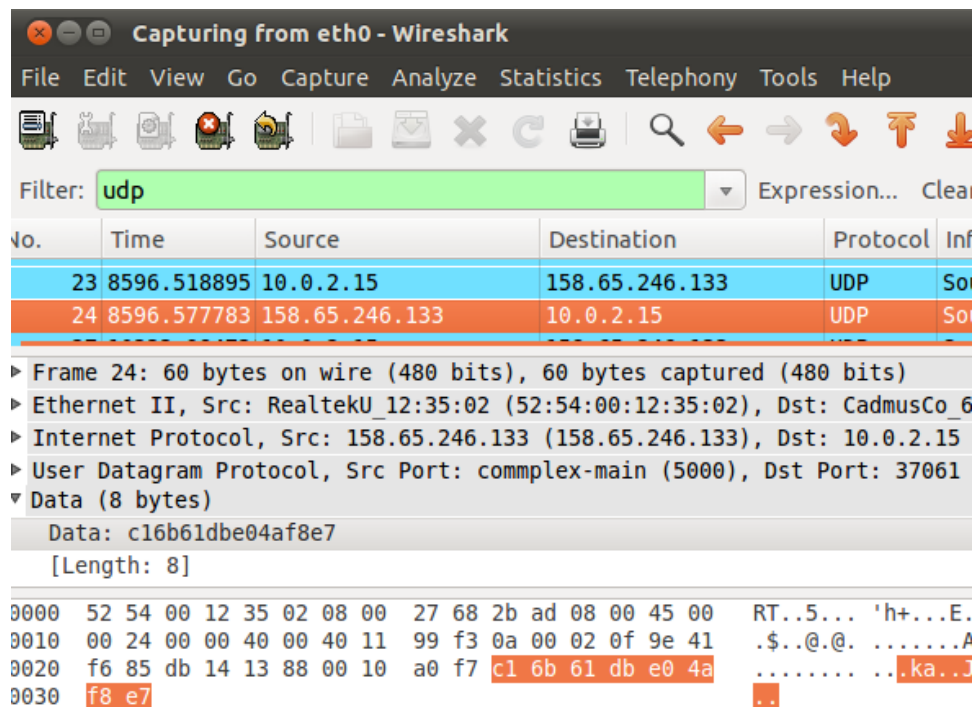 Capturing from eth0 - Wireshark
File Edit View Go Capture Analyze Statistics Telephony Tools Help
Filter: udp Expression... Clear
No. Time Source Destination Protocol Inf
23 8596.518895 10.0.2.15 158.65.246.133 UDP Sou
24 8596.577783 158.65.246.133 10.0.2.15 UDP Sou
Frame 24: 60 bytes on wire (480 bits), 60 bytes captured (480 bits)
Ethernet II, Src: RealtekU_12:35:02 (52:54:00:12:35:02), Dst: CadmusCo_6
Internet Protocol, Src: 158.65.246.133 (158.65.246.133), Dst: 10.0.2.15
User Datagram Protocol, Src Port: commplex-main (5000), Dst Port: 37061
Data (8 bytes)
Data: c16b61dbe04af8e7
[Length: 8]
0000 52 54 00 12 35 02 08 00 27 68 2b ad 08 00 45 00 RT..5... 'h+...E.
0010 00 24 00 00 40 00 40 11 99 f3 0a 00 02 0f 9e 41 .$..@.@. .......A
0020 f6 85 db 14 13 88 00 10 a0 f7 c1 6b 61 db e0 4a ........ ...ka..J
0030 f8 e7 ..